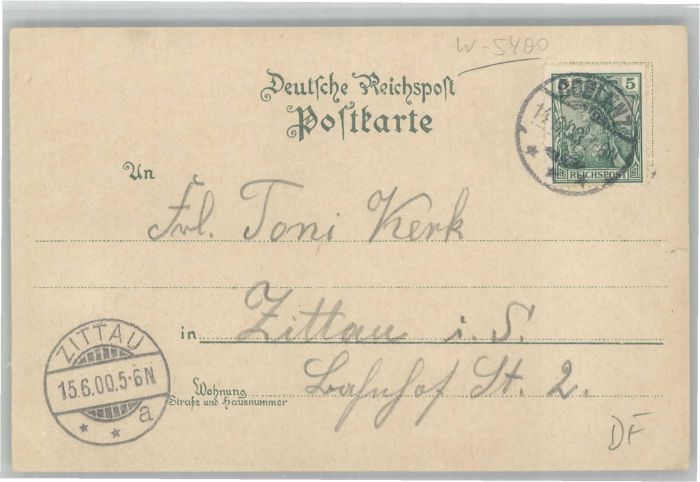 W-5400
Deutsche Reichspost
Postkarte
5 5
REICHSPOST
An
Frl. Toni Kerk
in Zittau i. S.
Wohnung
Straße und Hausnummer
Bahnhof St. 2.
ZITTAU
15.6.00.5-6N
a
DF